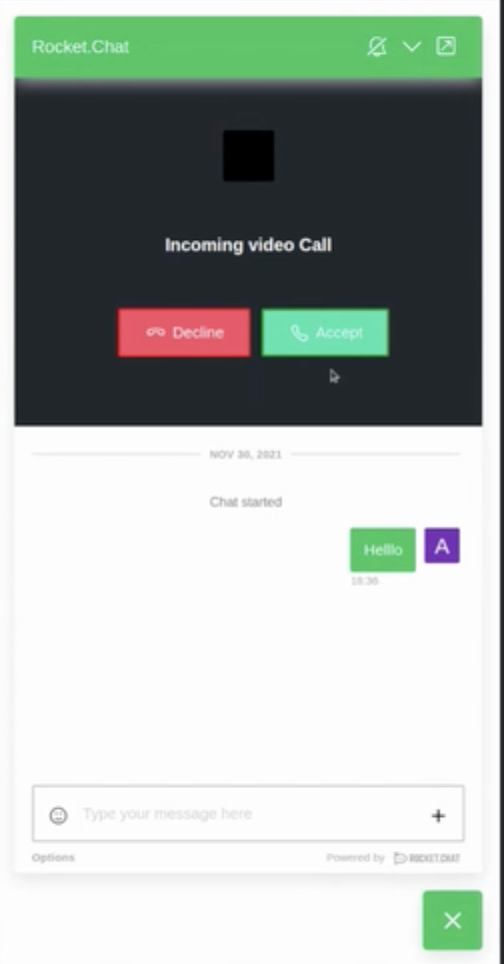 Rocket.Chat
Incoming video Call
Decline
Accept
NOV 30, 2021
Chat started
Helllo
A
18:36
Type your message here
Options
Powered by ROCKET.CHAT